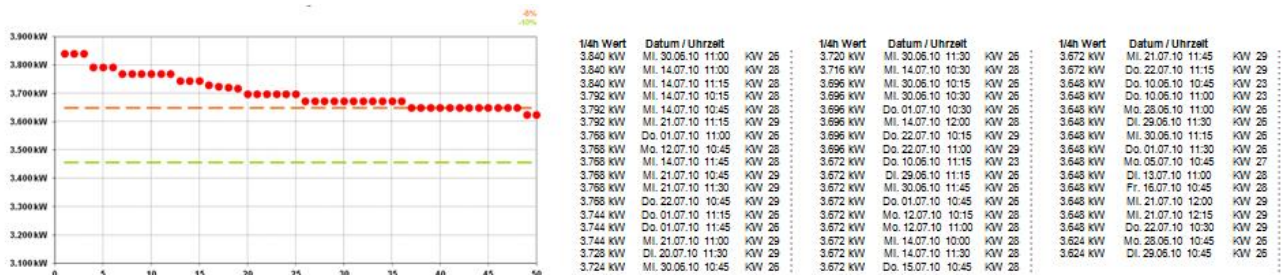 -5%
-10%
3.900 kW
3.800 kW
3.700 kW
3.600 kW
3.500 kW
3.400 kW
3.300 kW
3.200 kW
3.100 kW
0 5 10 15 20 25 30 35 40 45 50
1/4h Wert Datum / Uhrzeit
3.840 kW Mi. 30.06.10 11:00 KW 26
3.840 kW Mi. 14.07.10 11:00 KW 28
3.840 kW Mi. 14.07.10 11:15 KW 28
3.792 kW Mi. 14.07.10 10:15 KW 28
3.792 kW Mi. 14.07.10 10:45 KW 28
3.792 kW Mi. 21.07.10 11:15 KW 29
3.768 kW Do. 01.07.10 11:00 KW 26
3.768 kW Mo. 12.07.10 10:45 KW 28
3.768 kW Mi. 14.07.10 11:45 KW 28
3.768 kW Mi. 21.07.10 10:45 KW 29
3.768 kW Mi. 21.07.10 11:30 KW 29
3.768 kW Do. 22.07.10 10:45 KW 29
3.744 kW Do. 01.07.10 11:15 KW 26
3.744 kW Do. 01.07.10 11:45 KW 26
3.744 kW Mi. 21.07.10 11:00 KW 29
3.728 kW Di. 20.07.10 11:30 KW 29
3.724 kW Mi. 30.06.10 10:45 KW 26
1/4h Wert Datum / Uhrzeit
3.720 kW Mi. 30.06.10 11:30 KW 26
3.716 kW Mi. 14.07.10 10:30 KW 28
3.696 kW Mi. 30.06.10 10:15 KW 26
3.696 kW Mi. 30.06.10 10:30 KW 26
3.696 kW Do. 01.07.10 10:30 KW 26
3.696 kW Mi. 14.07.10 12:00 KW 28
3.696 kW Do. 22.07.10 10:15 KW 29
3.696 kW Do. 22.07.10 11:00 KW 29
3.672 kW Do. 10.06.10 11:15 KW 23
3.672 kW Di. 29.06.10 11:15 KW 26
3.672 kW Mi. 30.06.10 11:45 KW 26
3.672 kW Do. 01.07.10 10:45 KW 26
3.672 kW Mo. 12.07.10 10:15 KW 28
3.672 kW Mo. 12.07.10 11:00 KW 28
3.672 kW Mi. 14.07.10 10:00 KW 28
3.672 kW Mi. 14.07.10 11:30 KW 28
3.672 kW Do. 15.07.10 10:45 KW 28
1/4h Wert Datum / Uhrzeit
3.672 kW Mi. 21.07.10 11:45 KW 29
3.672 kW Do. 22.07.10 11:15 KW 29
3.648 kW Do. 10.06.10 10:45 KW 23
3.648 kW Do. 10.06.10 11:00 KW 23
3.648 kW Mo. 28.06.10 11:00 KW 26
3.648 kW Di. 29.06.10 11:30 KW 26
3.648 kW Mi. 30.06.10 11:15 KW 26
3.648 kW Do. 01.07.10 11:30 KW 26
3.648 kW Mo. 05.07.10 10:45 KW 27
3.648 kW Di. 13.07.10 11:00 KW 28
3.648 kW Fr. 16.07.10 10:45 KW 28
3.648 kW Mi. 21.07.10 12:00 KW 29
3.648 kW Mi. 21.07.10 12:15 KW 29
3.648 kW Do. 22.07.10 10:30 KW 29
3.624 kW Mo. 28.06.10 10:45 KW 26
3.624 kW Di. 29.06.10 10:45 KW 26